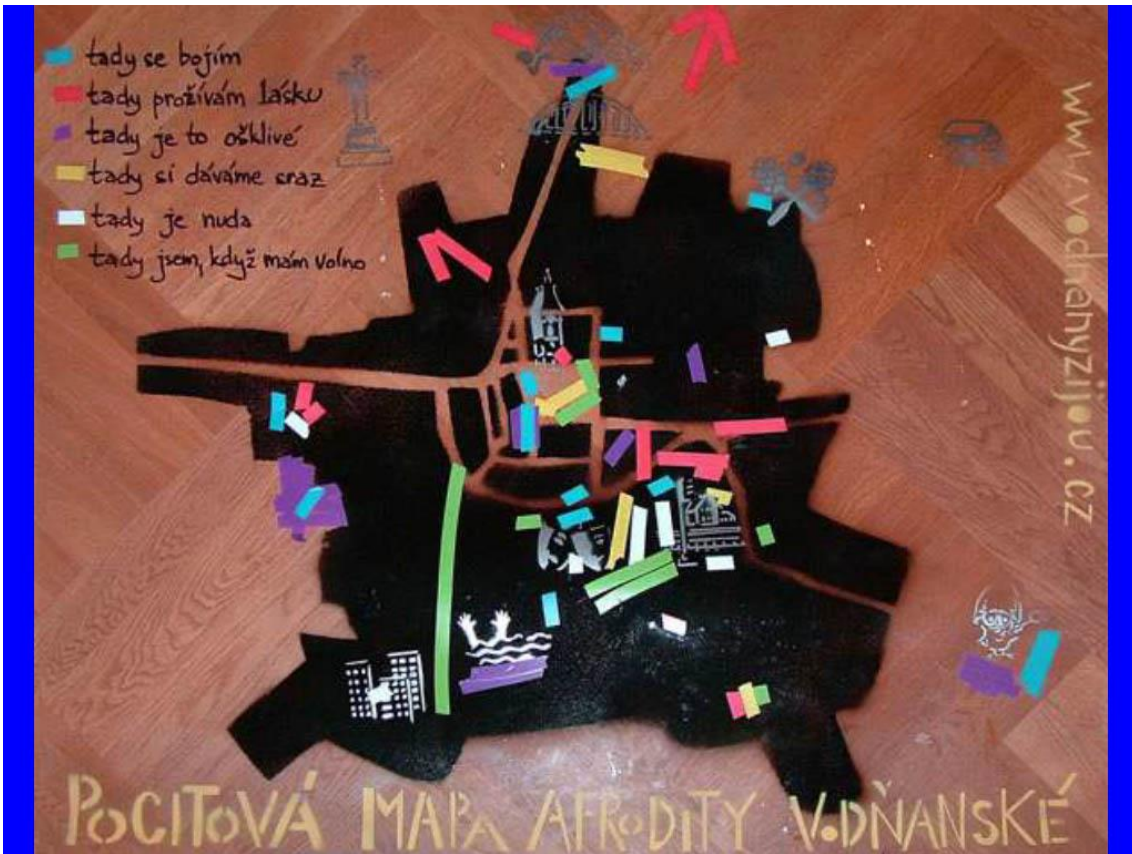 tady se bojím
tady prožívám lásku
tady je to ošklivé
tady si dáváme sraz
tady je nuda
tady jsem, když mám volno
www.vodnanyzijou.cz
POCITOVÁ MAPA AFRODITY VODŇANSKÉ